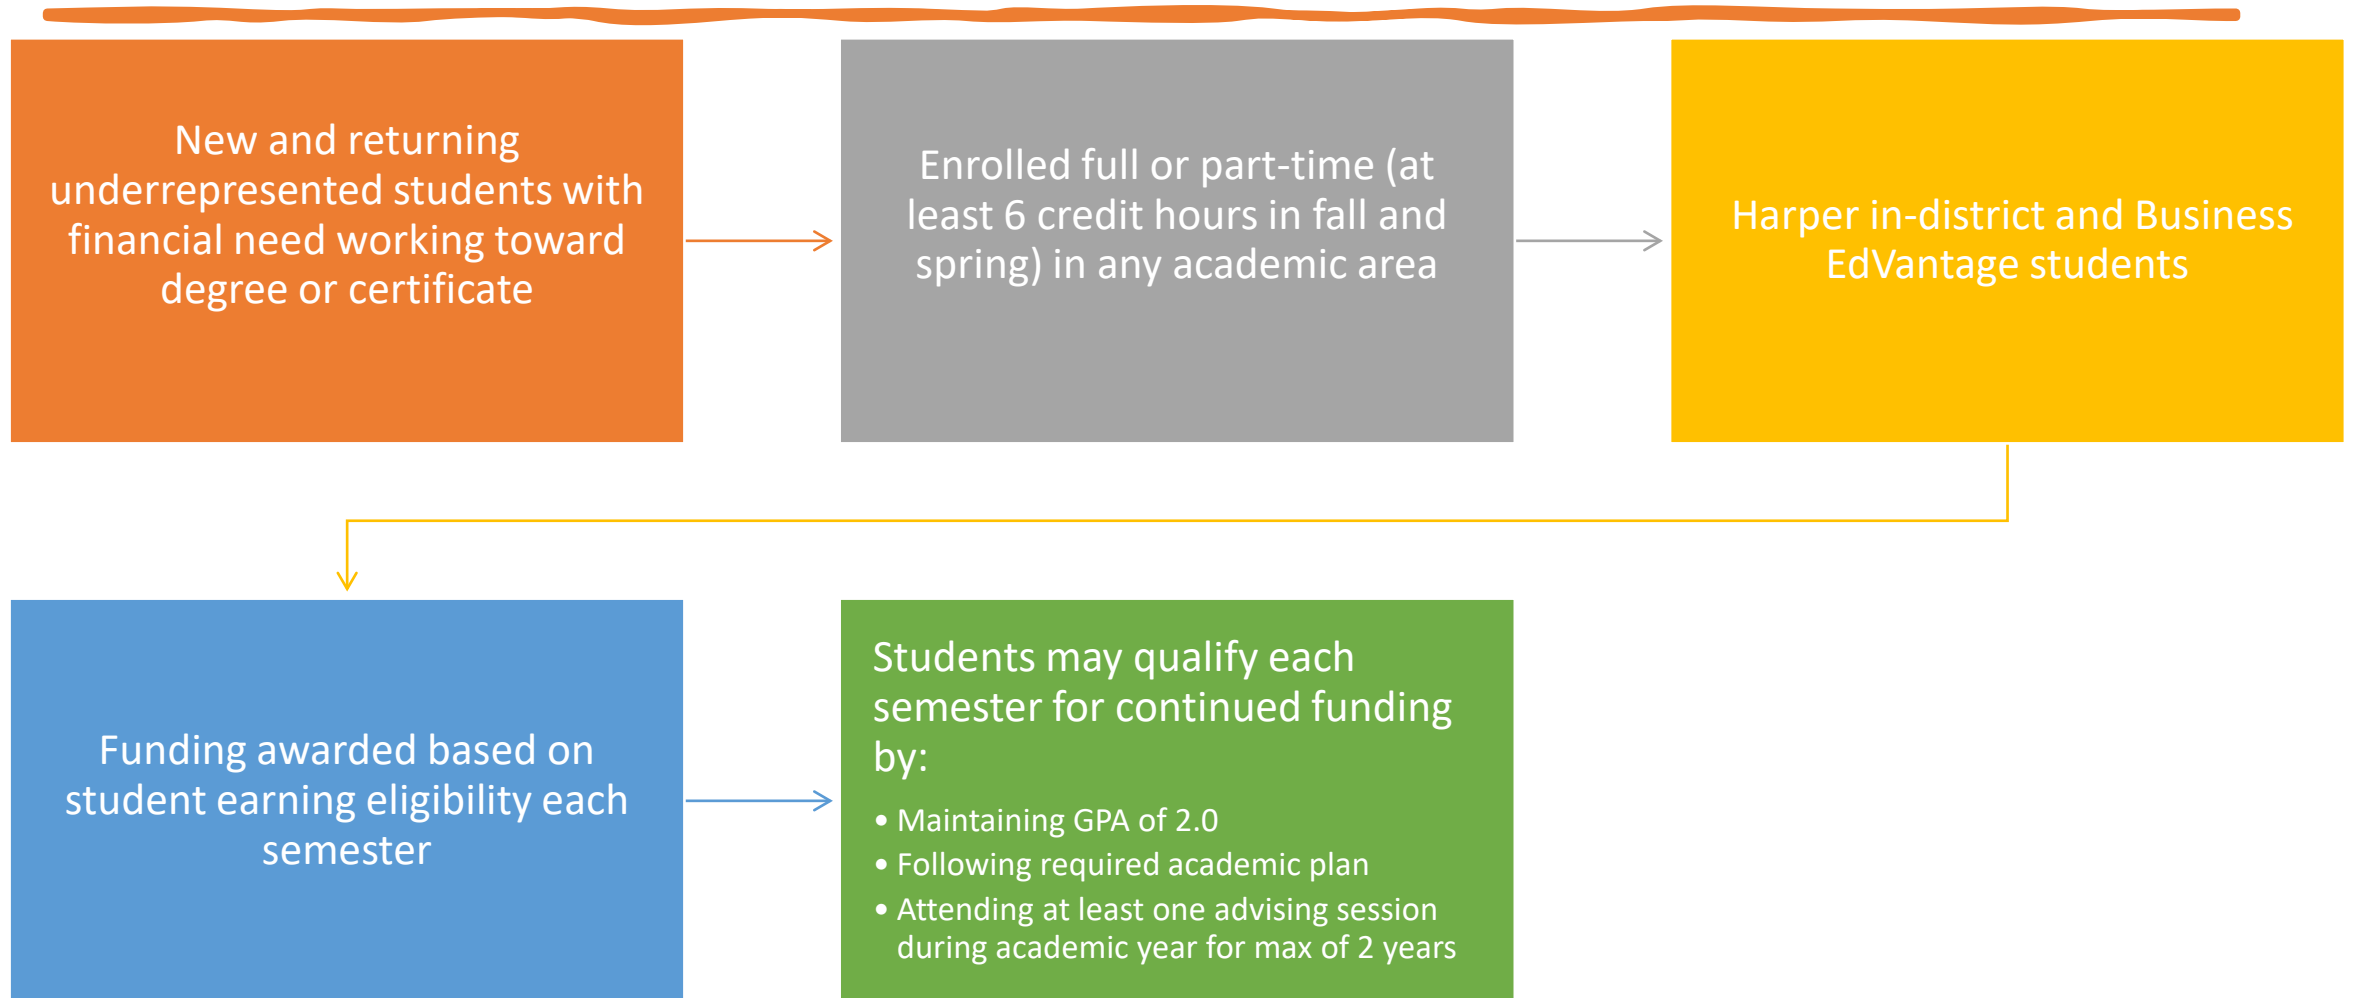 New and returning
underrepresented students with
financial need working toward
degree or certificate
Enrolled full or part-time (at
least 6 credit hours in fall and
spring) in any academic area
Harper in-district and Business
EdVantage students
Funding awarded based on
student earning eligibility each
semester
Students may qualify each
semester for continued funding
by:
• Maintaining GPA of 2.0
• Following required academic plan
• Attending at least one advising session
during academic year for max of 2 years